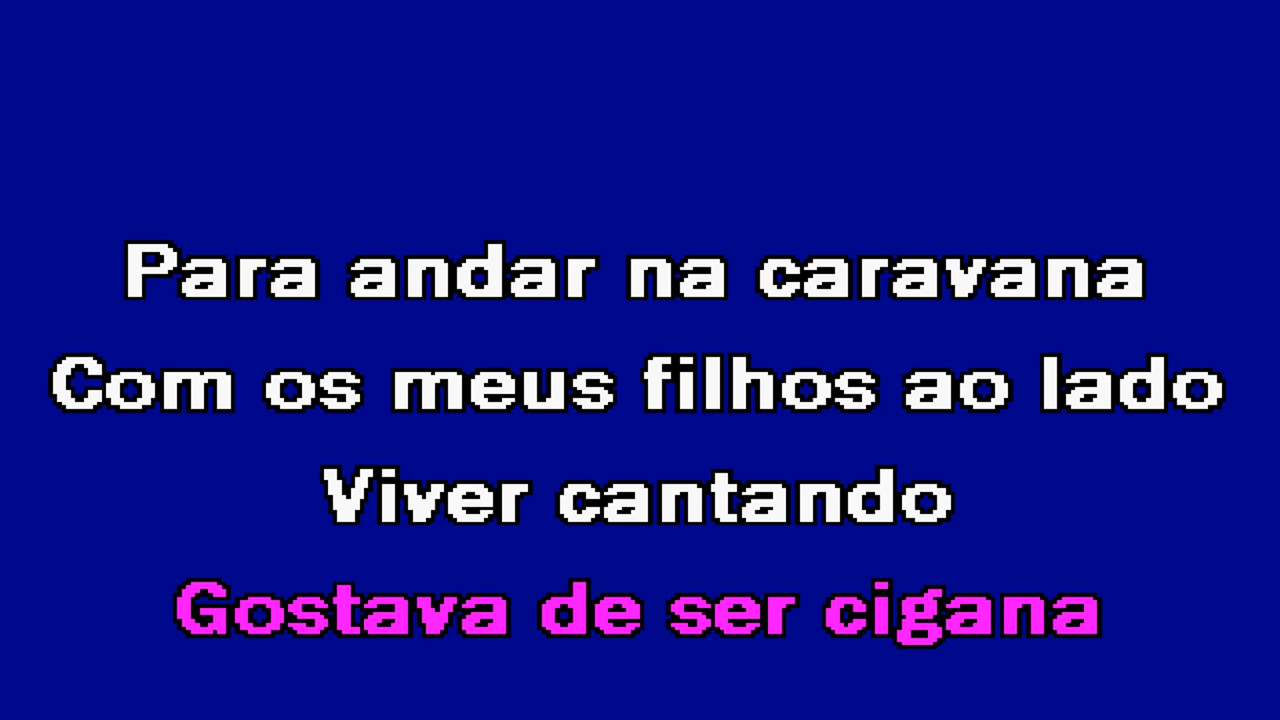 Para andar na caravana
Com os meus filhos ao lado
Viver cantando
Gostava de ser cigana